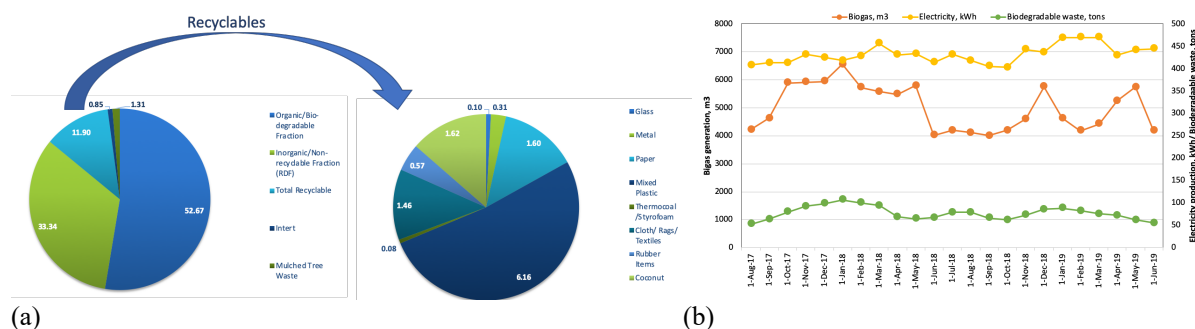 Recyclables
0.85
1.31
11.90
33.34
52.67
Organic/Bio-
degradable
Fraction
Inorganic/Non-
recyckable Fraction
(RDF)
Total Recyclable
Intert
Mulched Tree
Waste
0.10
0.31
1.62
1.60
0.57
1.46
0.08
6.16
Glass
Metal
Paper
Mixed
Plastic
Thermocoal
/Styrofoam
Cloth/ Rags/
Textiles
Rubber
Items
Coconut
(a)
Biogas, m3
Electricity, kWh
Biodegradable waste, tons
Bigas generation, m3
8000
7000
6000
5000
4000
3000
2000
1000
0
1-Aug-17
1-Sep-17
1-Oct-17
1-Nov-17
1-Dec-17
1-Jan-18
1-Feb-18
1-Mar-18
1-Apr-18
1-May-18
1-Jun-18
1-Jul-18
1-Aug-18
1-Sep-18
1-Oct-18
1-Nov-18
1-Dec-18
1-Jan-19
1-Feb-19
1-Mar-19
1-Apr-19
1-May-19
1-Jun-19
500
450
400
350
300
250
200
150
100
50
0
Electricity production, kWh/ Biodegridaable waste, tons
(b)